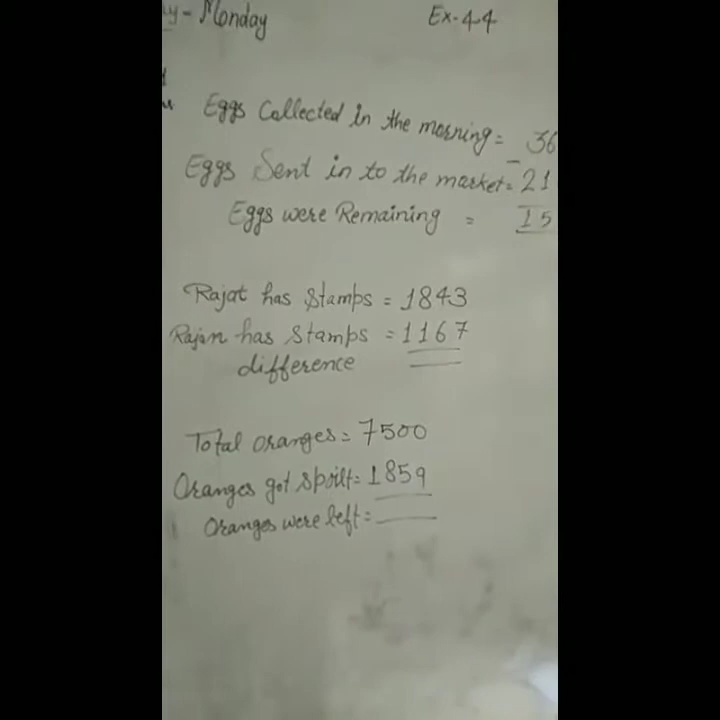 Monday Ex-4.4
Eggs Collected in the morning = 36
Eggs Sent in to the market = - 21
Eggs were Remaining = 15
Rajat has stamps = 1843
Rajan has stamps = 1167
difference
Total oranges = 7500
Oranges got spoilt = 1859
Oranges were left =